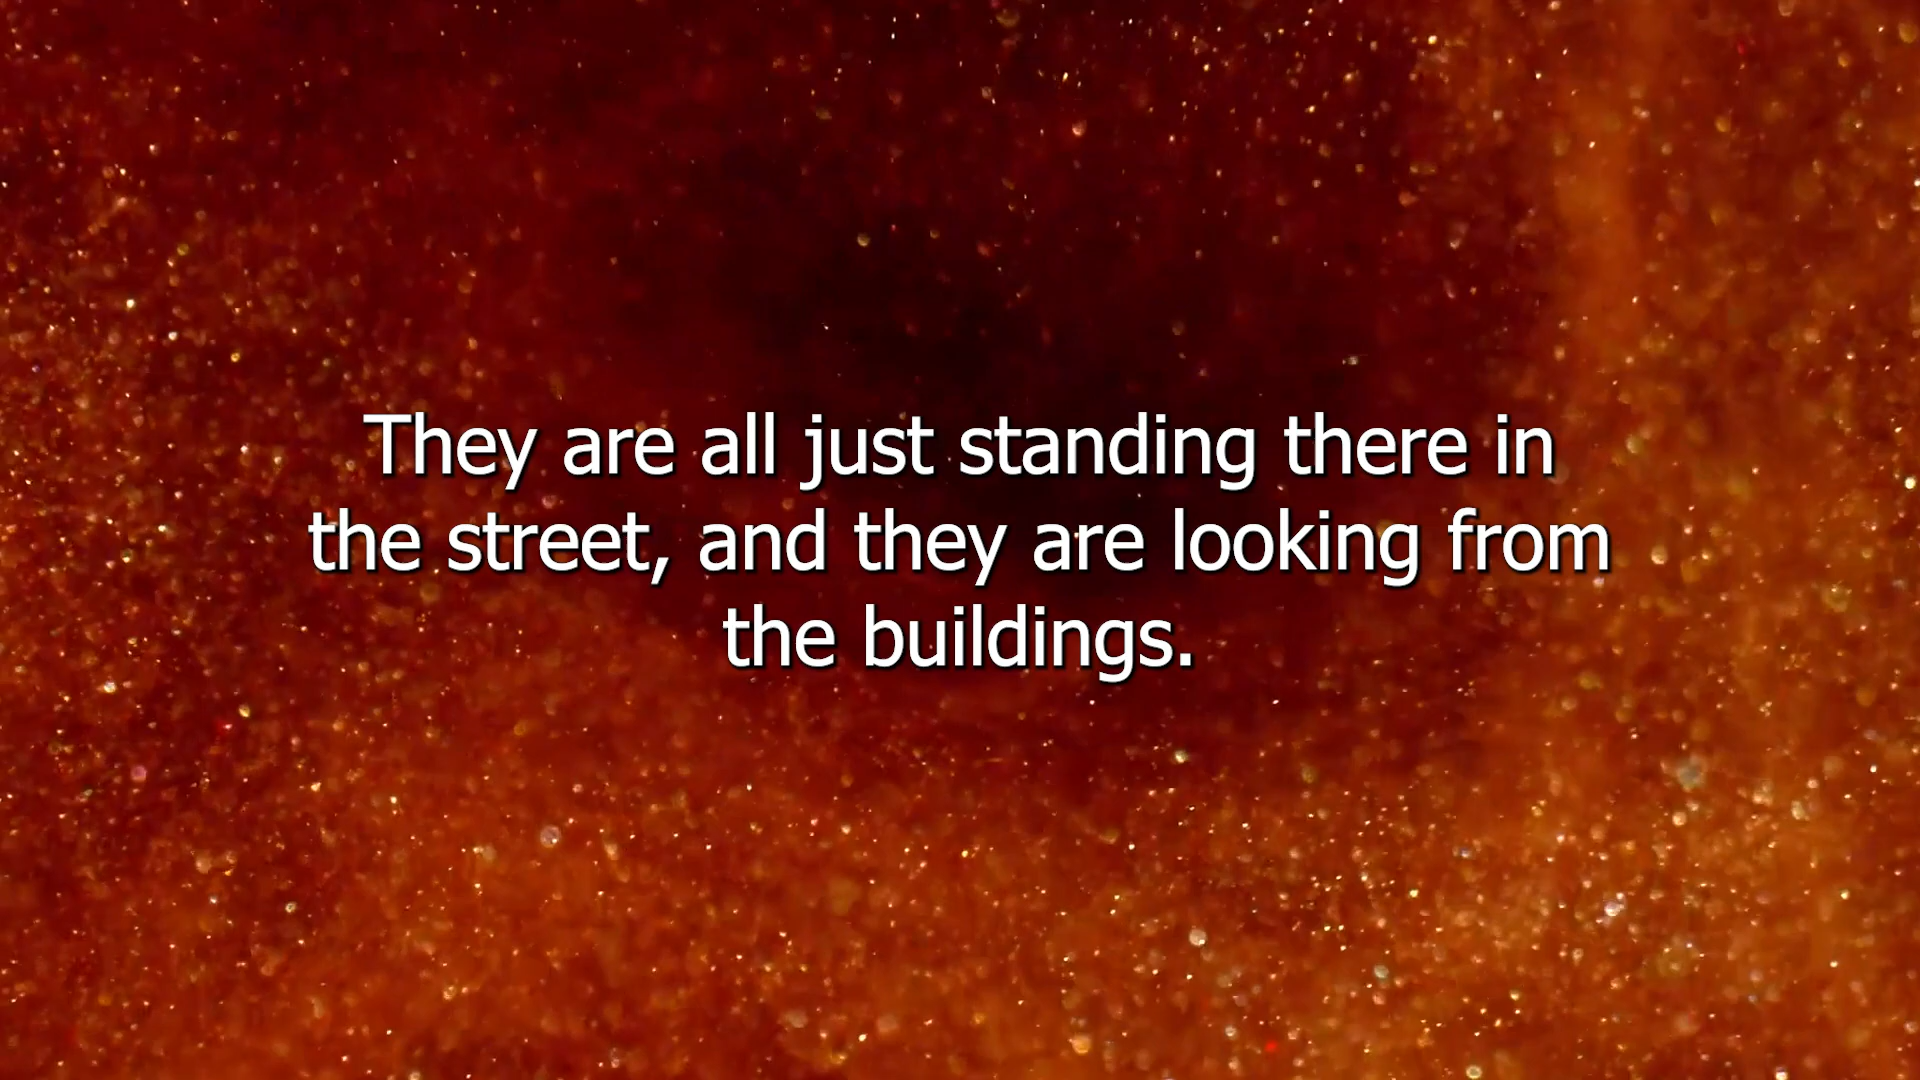 They are all just standing there in
the street, and they are looking from
the buildings.